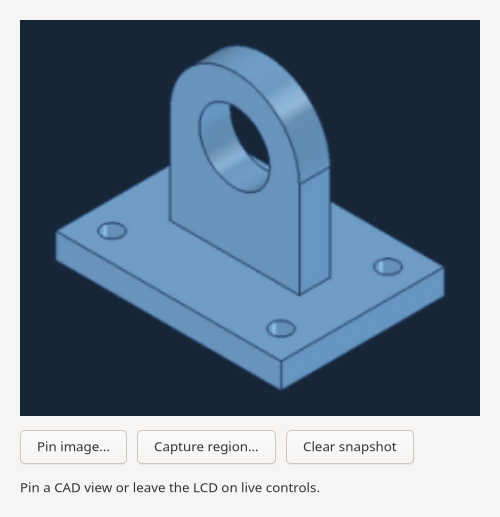 Pin image...
Capture region...
Clear snapshot
Pin a CAD view or leave the LCD on live controls.